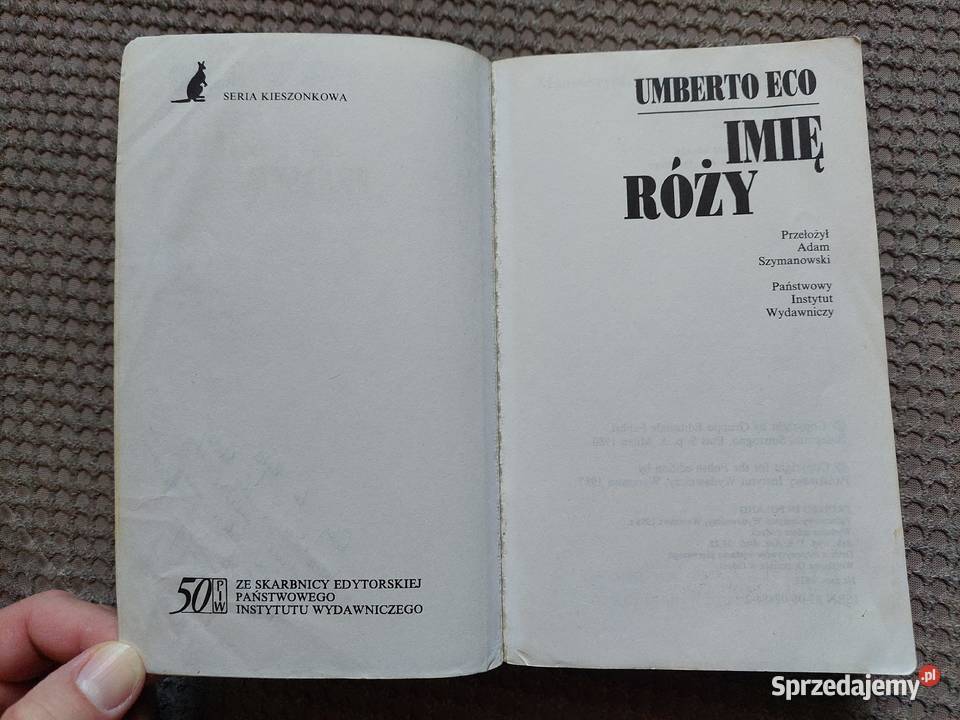 SERIA KIESZONKOWA
50 PIW
ZE SKARBNICY EDYTORSKIEJ
PAŃSTWOWEGO
INSTYTUTU WYDAWNICZEGO
UMBERTO ECO
IMIĘ
RÓŻY
Przełożył
Adam
Szymanowski
Państwowy
Instytut
Wydawniczy
Sprzedajemy.pl